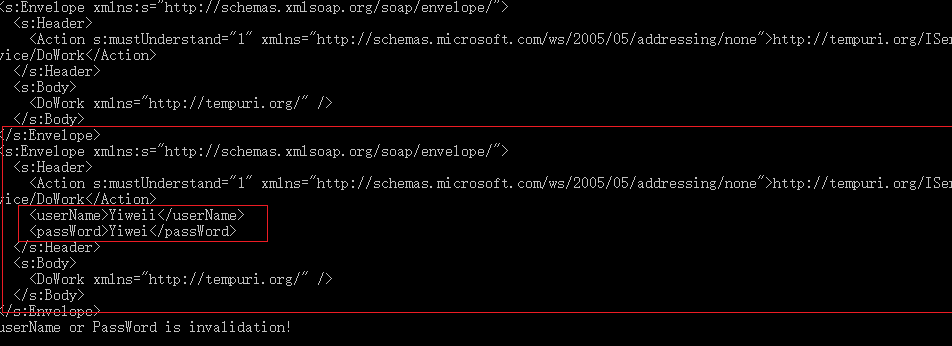 <s:Envelope xmlns:s="http://schemas.xmlsoap.org/soap/envelope/">
<s:Header>
<Action s:mustUnderstand="1" xmlns="http://schemas.microsoft.com/ws/2005/05/addressing/none">http://tempuri.org/ISer
vice/DoWork</Action>
</s:Header>
<s:Body>
<DoWork xmlns="http://tempuri.org/" />
</s:Body>
</s:Envelope>
<s:Envelope xmlns:s="http://schemas.xmlsoap.org/soap/envelope/">
<s:Header>
<Action s:mustUnderstand="1" xmlns="http://schemas.microsoft.com/ws/2005/05/addressing/none">http://tempuri.org/ISer
vice/DoWork</Action>
<userName>Yiweii</userName>
<passWord>Yiwei</passWord>
</s:Header>
<s:Body>
<DoWork xmlns="http://tempuri.org/" />
</s:Body>
</s:Envelope>
userName or PassWord is invalidation!